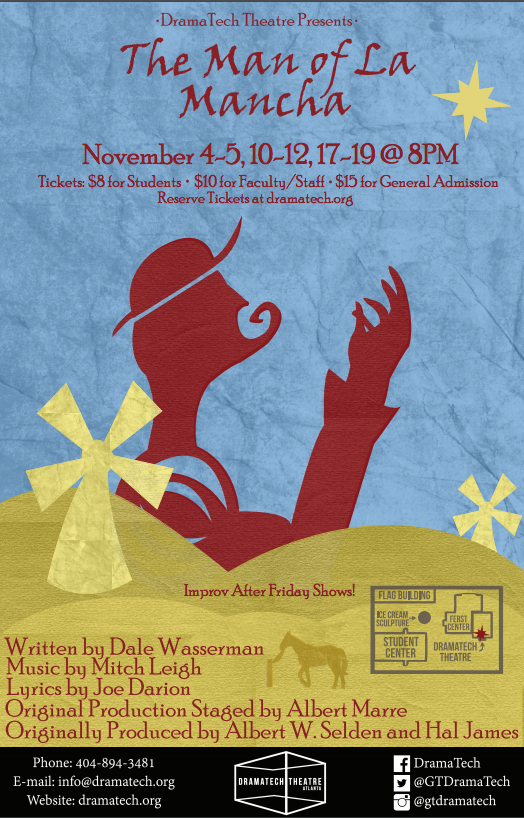 ·DramaTech Theatre Presents·
The Man of La
Mancha
November 4-5, 10-12, 17-19 @ 8PM
Tickets: $8 for Students · $10 for Faculty/Staff · $15 for General Admission
Reserve Tickets at dramatech.org
Improv After Friday Shows!
FLAG BUILDING
ICE CREAM
SCULPTURE
FERST
CENTER
STUDENT
CENTER
DRAMATECH
THEATRE
Written by Dale Wasserman
Music by Mitch Leigh
Lyrics by Joe Darion
Original Production Staged by Albert Marre
Originally Produced by Albert W. Selden and Hal James
Phone: 404-894-3481
E-mail: info@dramatech.org
Website: dramatech.org
DRAMATECH THEATRE
ATLANTA
DramaTech
@GTDramaTech
@gtdramatech